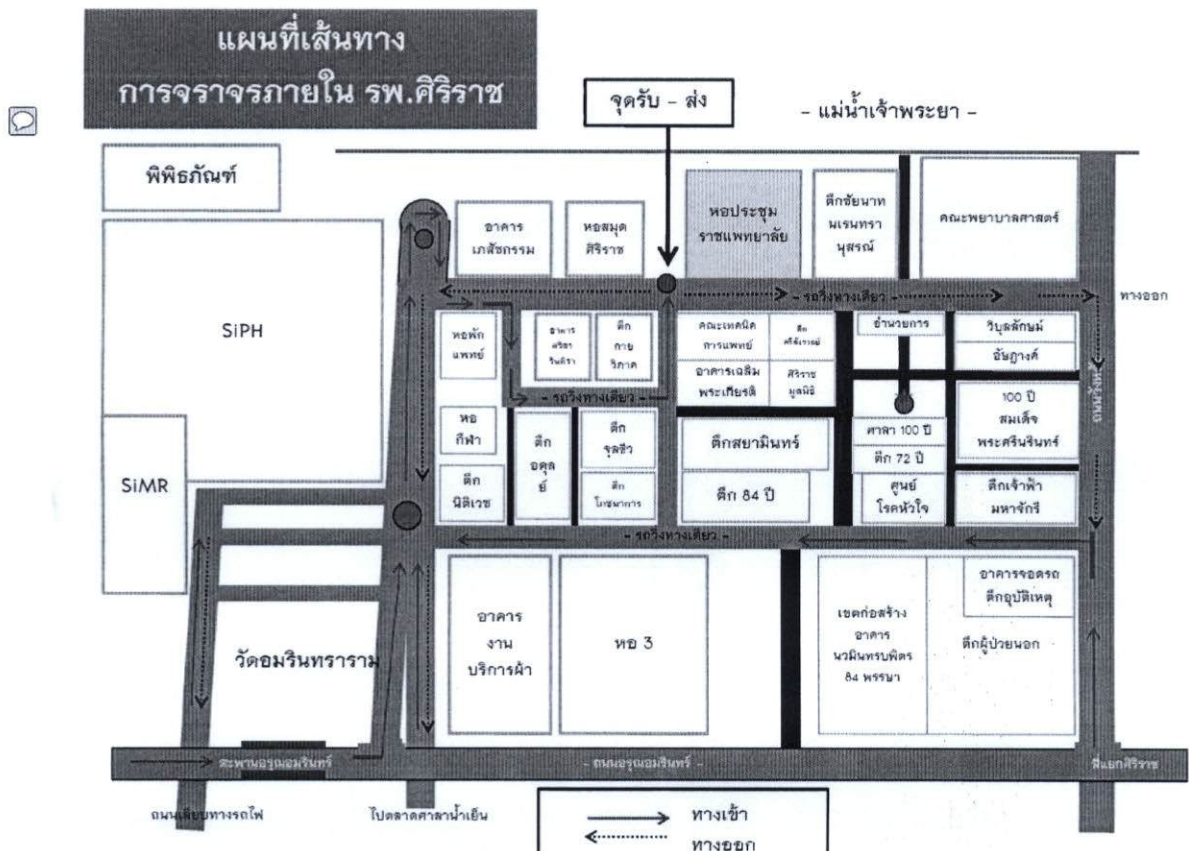 แผนที่เส้นทาง
การจราจรภายใน รพ.ศิริราช
จุดรับ - ส่ง
- แม่น้ำเจ้าพระยา -
พิพิธภัณฑ์
อาคาร
เภสัชกรรม
หอสมุด
ศิริราช
หอประชุม
ราชแพทยาลัย
ตึกชัยนาท
นเรนทรา
นุสรณ์
คณะพยาบาลศาสตร์
- รถวิ่งทางเดียว -
ทางออก
SiPH
หอพัก
แพทย์
อาคาร
ศรีสว
รินทิรา
ตึก
กาย
วิภาค
คณะเทคนิค
การแพทย์
ตึก
อาคารเฉลิม
พระเกียรติ
ศิริราช
มูลนิธิ
อำนวยการ
วิบูลลักษม์
อัษฎางค์
- รถวิ่งทางเดียว -
100 ปี
สมเด็จ
พระศรีนรินทร์
ถนนวังหลัง
หอ
กีฬา
ตึก
อดุล
ย์
ตึก
จุลชีว
ตึกสยามินทร์
ศาลา 100 ปี
ตึก 72 ปี
SiMR
ตึก
นิติเวช
ตึก
โภชนาการ
ตึก 84 ปี
ศูนย์
โรคหัวใจ
ตึกเจ้าฟ้า
มหาจักรี
- รถวิ่งทางเดียว -
อาคารจอดรถ
ตึกอุบัติเหตุ
อาคาร
งาน
บริการผ้า
หอ 3
เขตก่อสร้าง
อาคาร
นวมินทรบพิตร
84 พรรษา
ตึกผู้ป่วยนอก
วัดอมรินทราราม
สะพานอรุณอมรินทร์
- ถนนอรุณอมรินทร์ -
สี่แยกศิริราช
ถนนเลียบทางรถไฟ
ไปตลาดศาลาน้ำเย็น
ทางเข้า
ทางออก